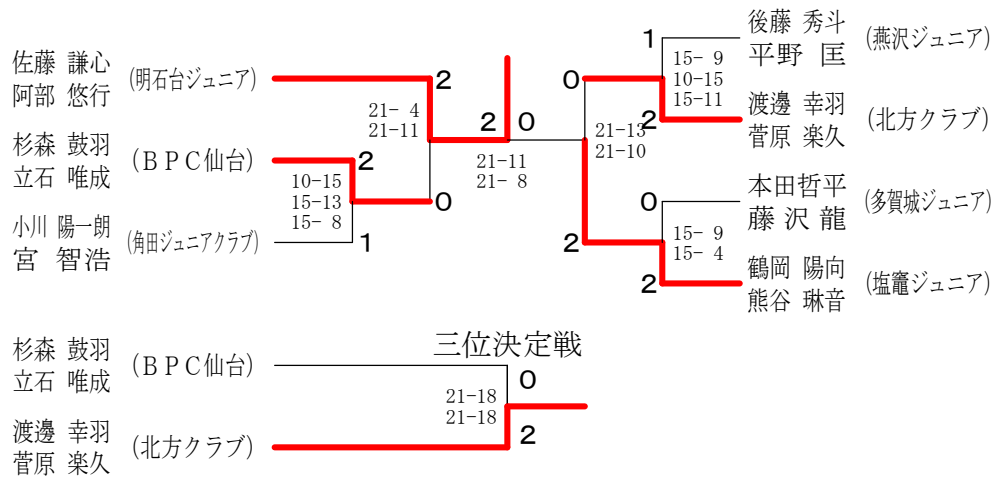 佐藤 謙心
阿部 悠行
(明石台ジュニア)
2
21- 4
21-11
杉森 鼓羽
立石 唯成
(ＢＰＣ仙台)
2
10-15
15-13
15- 8
0
小川 陽一朗
宮 智浩
(角田ジュニアクラブ)
1
2
0
21-11
21- 8
後藤 秀斗
平野 匡
(燕沢ジュニア)
1
15- 9
10-15
15-11
0
渡邊 幸羽
菅原 楽久
(北方クラブ)
2
21-13
21-10
本田哲平
藤沢 龍
(多賀城ジュニア)
0
15- 9
15- 4
2
鶴岡 陽向
熊谷 琳音
(塩竈ジュニア)
2
三位決定戦
杉森 鼓羽
立石 唯成
(ＢＰＣ仙台)
0
21-18
21-18
渡邊 幸羽
菅原 楽久
(北方クラブ)
2